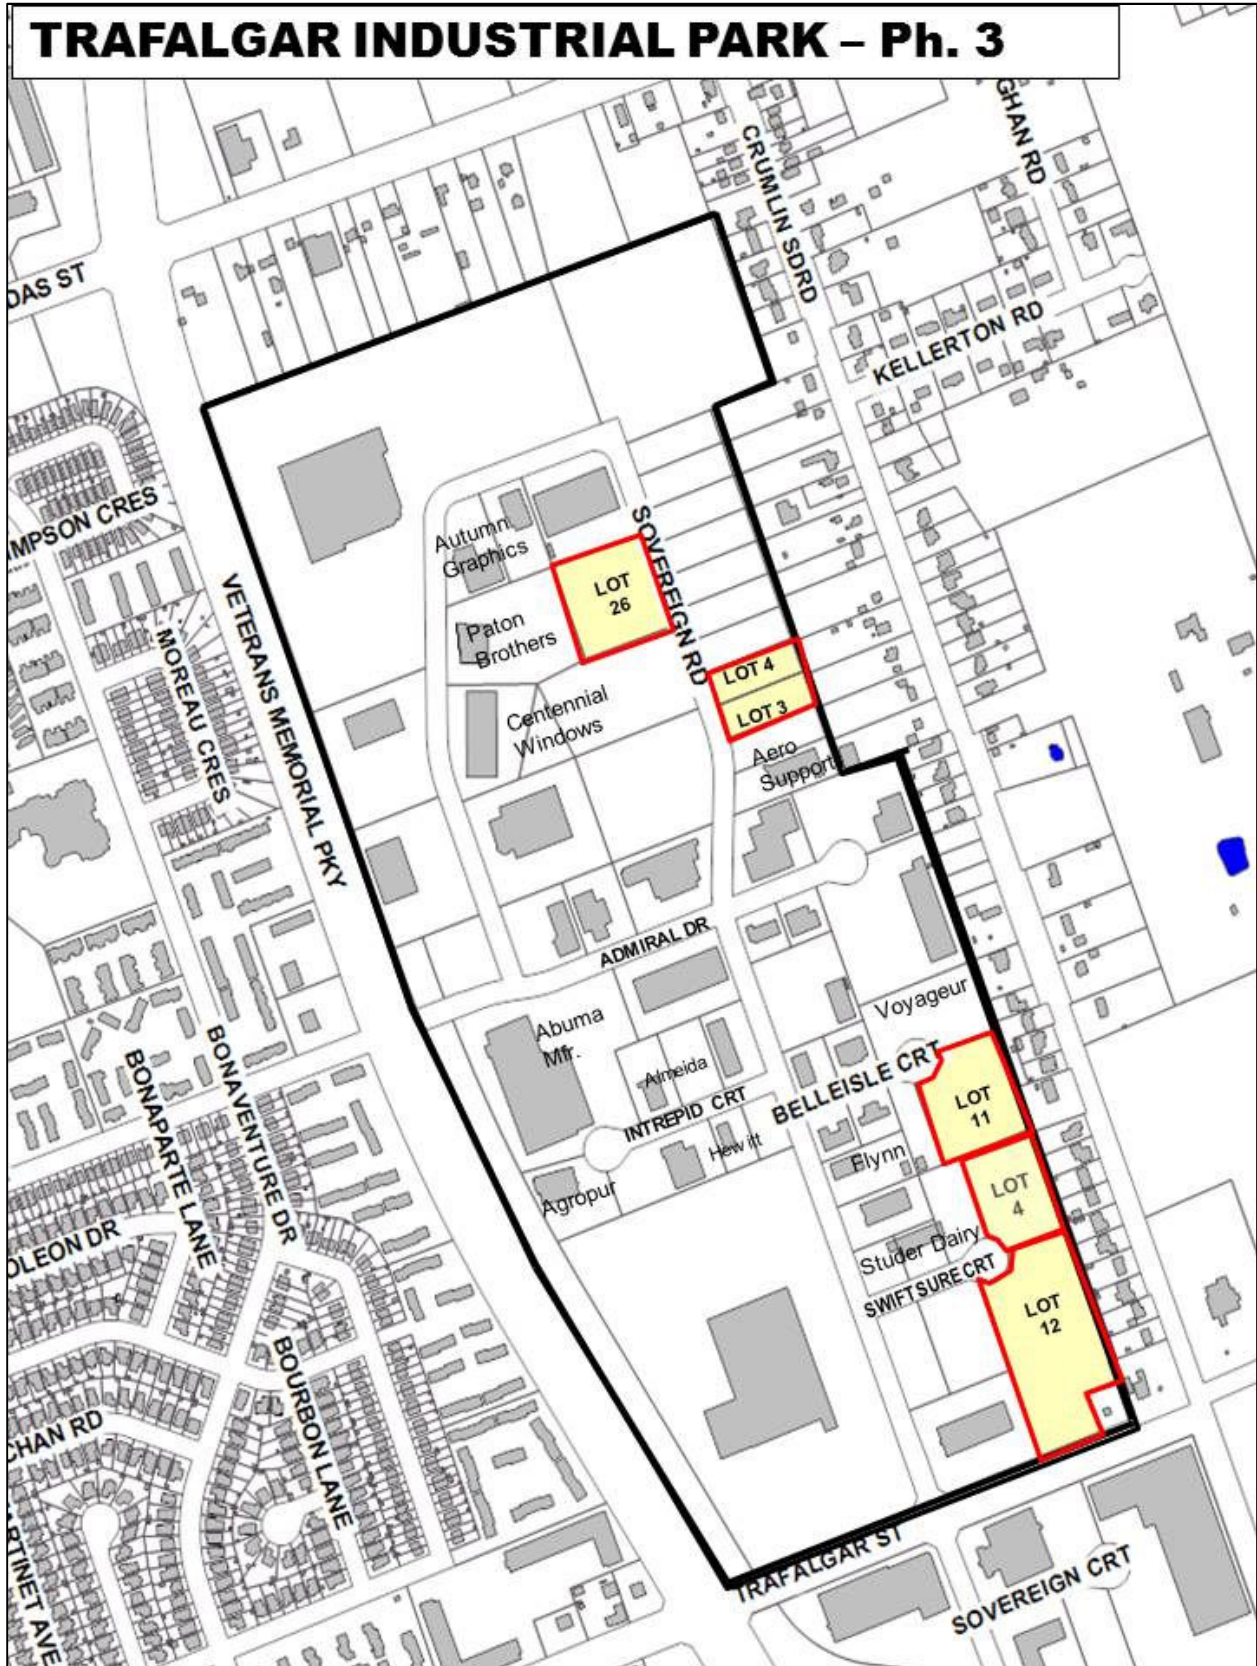 TRAFALGAR INDUSTRIAL PARK – Ph. 3
GHAN RD
CRUMLIN SDRD
DAS ST
KELLERTON RD
IMPSON CRES
Autumn
Graphics
SOVEREIGN RD
LOT
26
VETERANS MEMORIAL PKY
MOREAU CRES
Paton
Brothers
LOT 4
LOT 3
Centennial
Windows
Aero
Support
ADMIRAL DR
Voyageur
Abuma
Mfr.
Almeida
BELLEISLE CRT
INTREPID CRT
LOT
11
BONAVENTURE DR
BONAPARTE LANE
Hewitt
Flynn
Agropur
LOT
4
OLEON DR
Studer Dairy
SWIFTSURE CRT
LOT
12
BOURBON LANE
CHAN RD
ARTINET AVE
TRAFALGAR ST
SOVEREIGN CRT